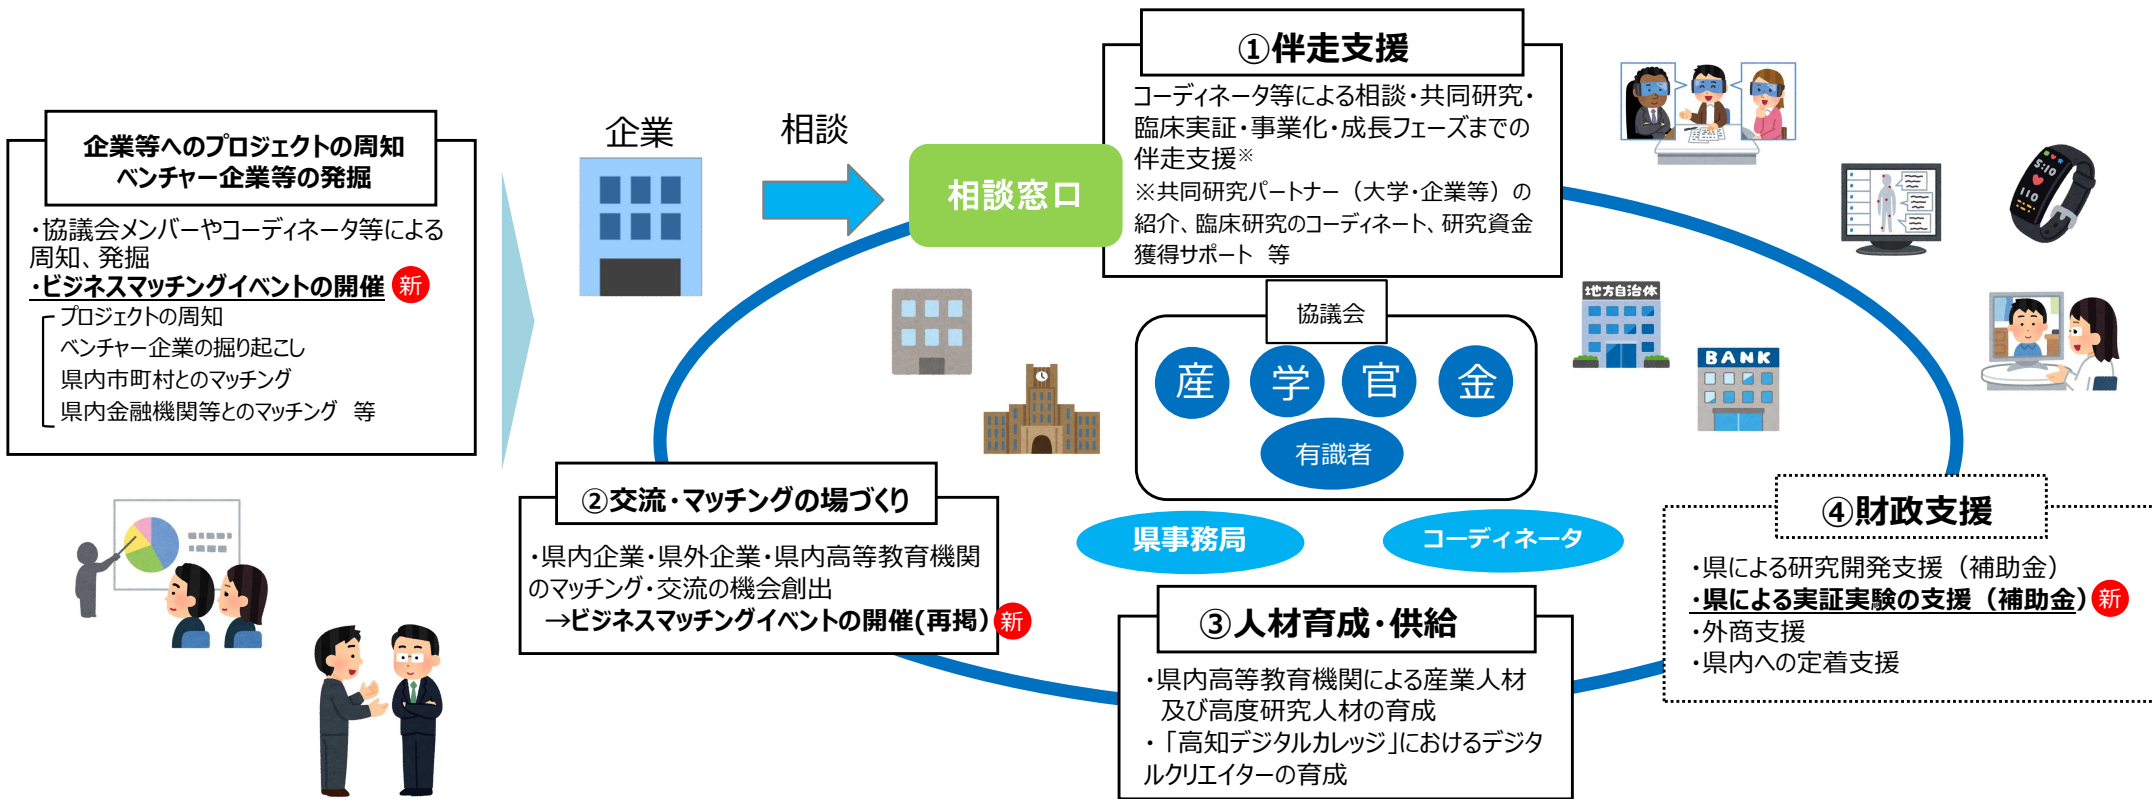 企業等へのプロジェクトの周知
ベンチャー企業等の発掘
・協議会メンバーやコーディネータ等による
周知、発掘
・ビジネスマッチングイベントの開催 新
プロジェクトの周知
ベンチャー企業の掘り起こし
県内市町村とのマッチング
県内金融機関等とのマッチング 等
企業
相談
相談窓口
①伴走支援
コーディネータ等による相談・共同研究・
臨床実証・事業化・成長フェーズまでの
伴走支援※
※共同研究パートナー（大学・企業等）の
紹介、臨床研究のコーディネート、研究資金
獲得サポート 等
協議会
産 学 官 金
有識者
県事務局
コーディネータ
地方自治体
BANK
5:10
110
②交流・マッチングの場づくり
・県内企業・県外企業・県内高等教育機関
のマッチング・交流の機会創出
→ビジネスマッチングイベントの開催(再掲） 新
③人材育成・供給
・県内高等教育機関による産業人材
及び高度研究人材の育成
・「高知デジタルカレッジ」におけるデジタ
ルクリエイターの育成
④財政支援
・県による研究開発支援（補助金）
・県による実証実験の支援（補助金） 新
・外商支援
・県内への定着支援